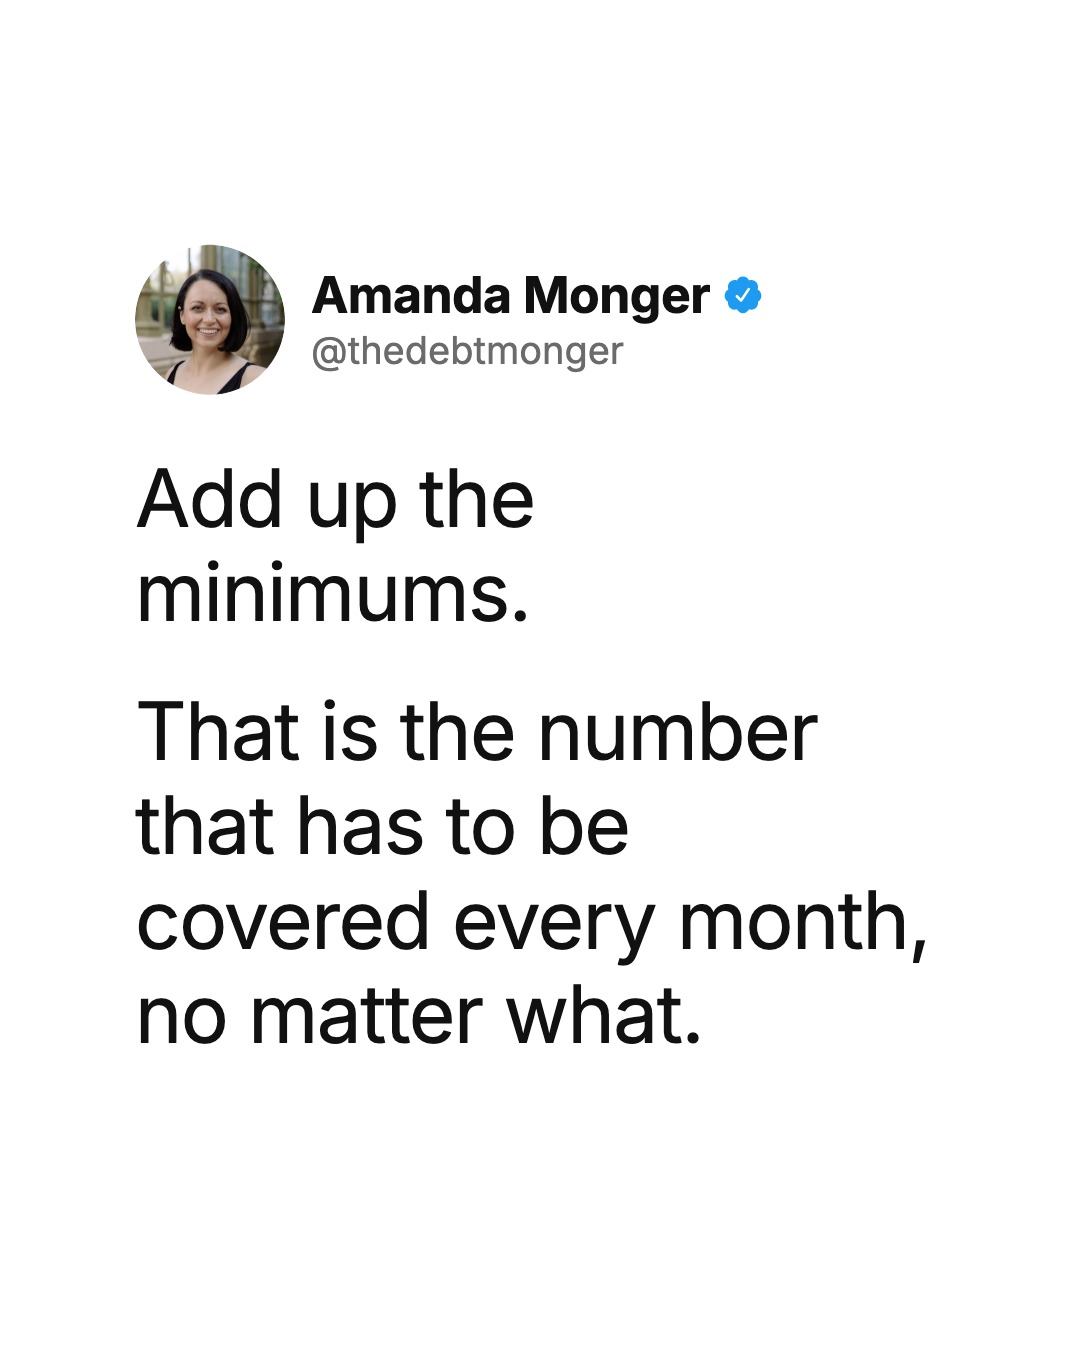 Amanda Monger
@thedebtmonger
Add up the
minimums.
That is the number
that has to be
covered every month,
no matter what.